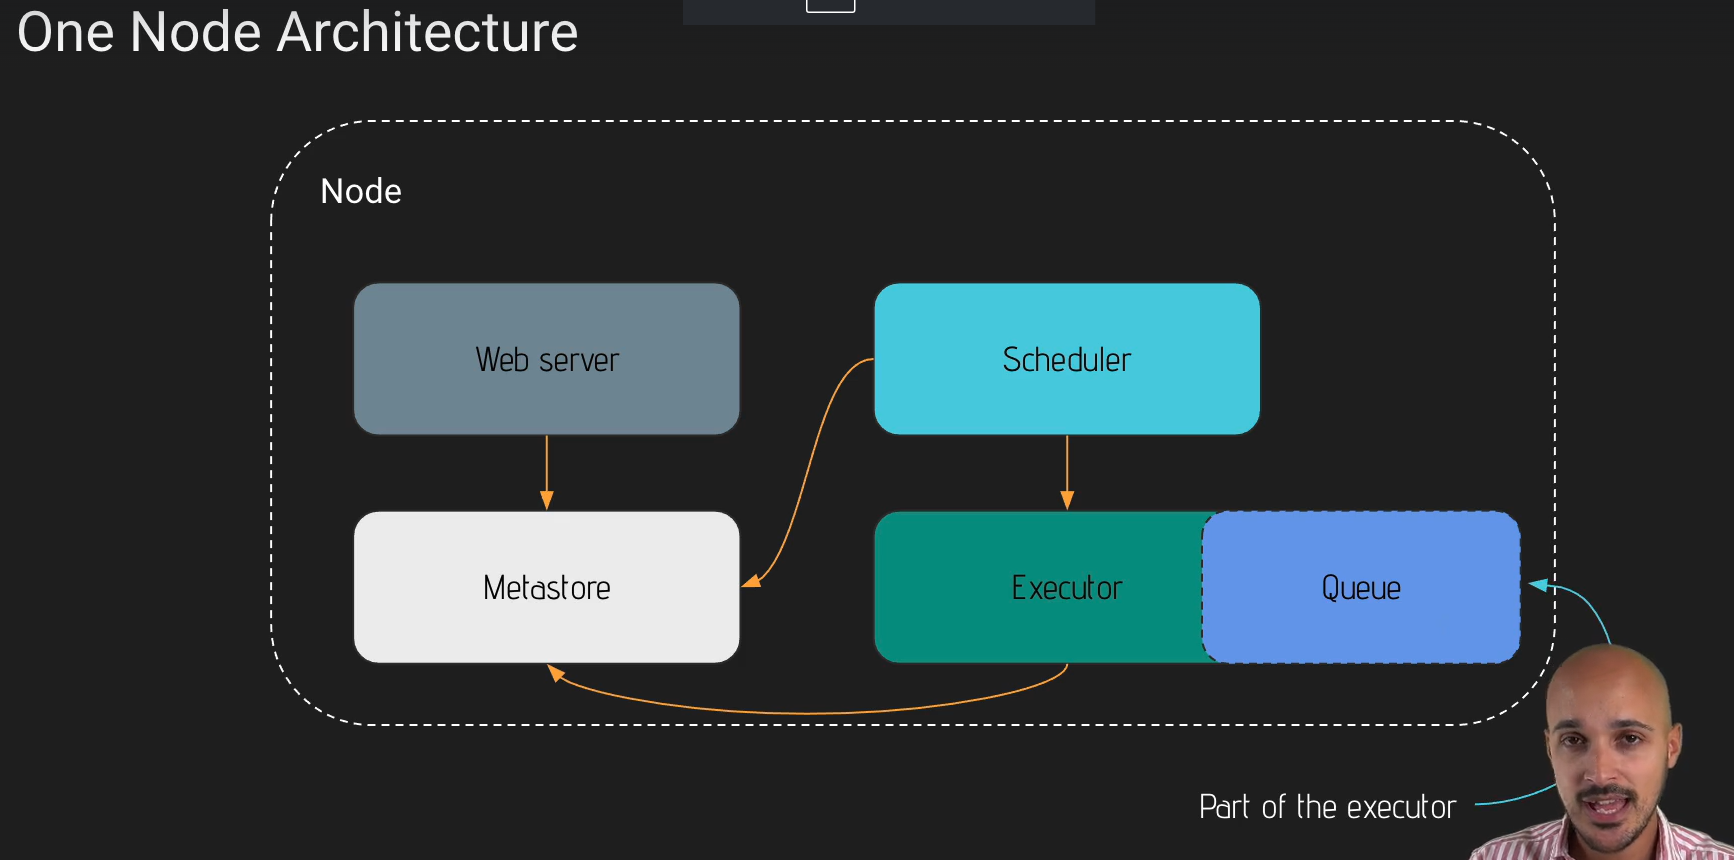 One Node Architecture
Node
Web server
Scheduler
Metastore
Executor
Queue
Part of the executor